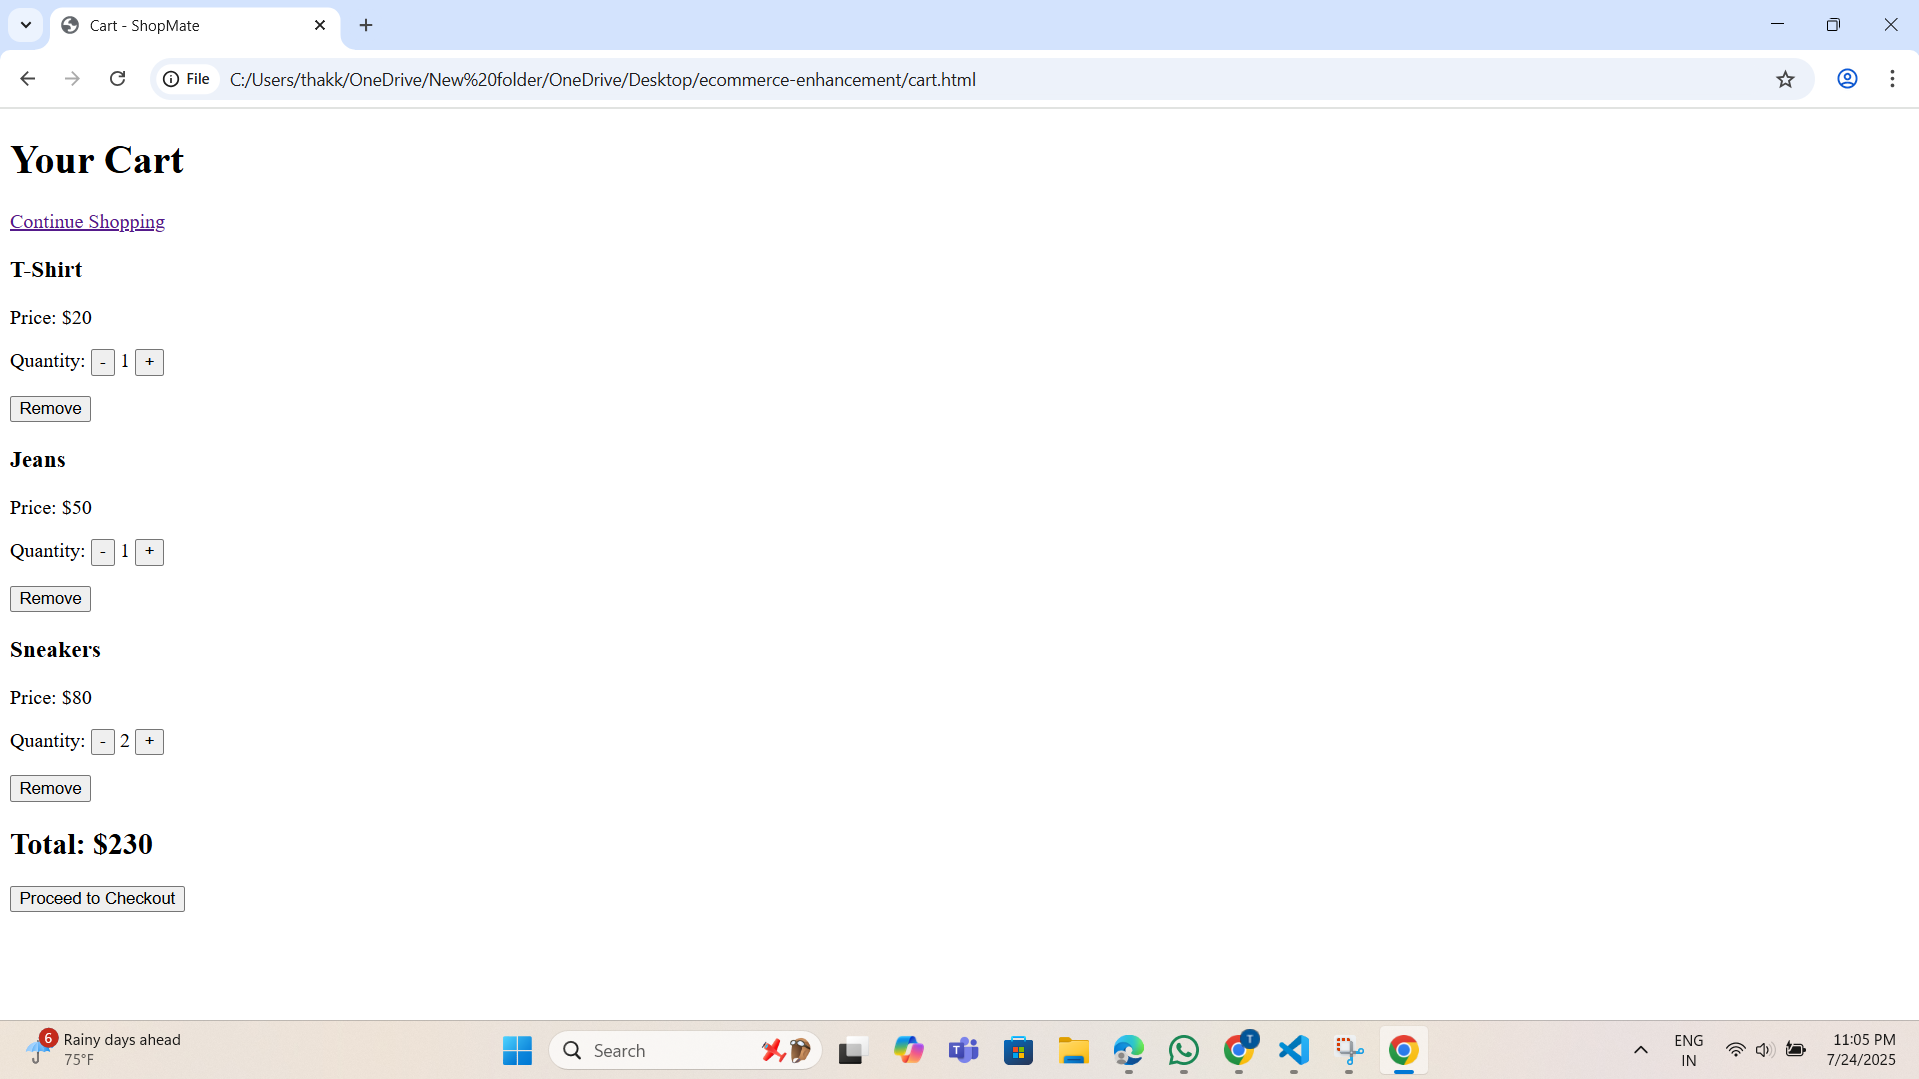 Cart - ShopMate
File C:/Users/thakk/OneDrive/New%20folder/OneDrive/Desktop/ecommerce-enhancement/cart.html
Your Cart
Continue Shopping
T-Shirt
Price: $20
Quantity: - 1 +
Remove
Jeans
Price: $50
Quantity: - 1 +
Remove
Sneakers
Price: $80
Quantity: - 2 +
Remove
Total: $230
Proceed to Checkout
6 Rainy days ahead
75°F
Search
T
ENG
IN
11:05 PM
7/24/2025